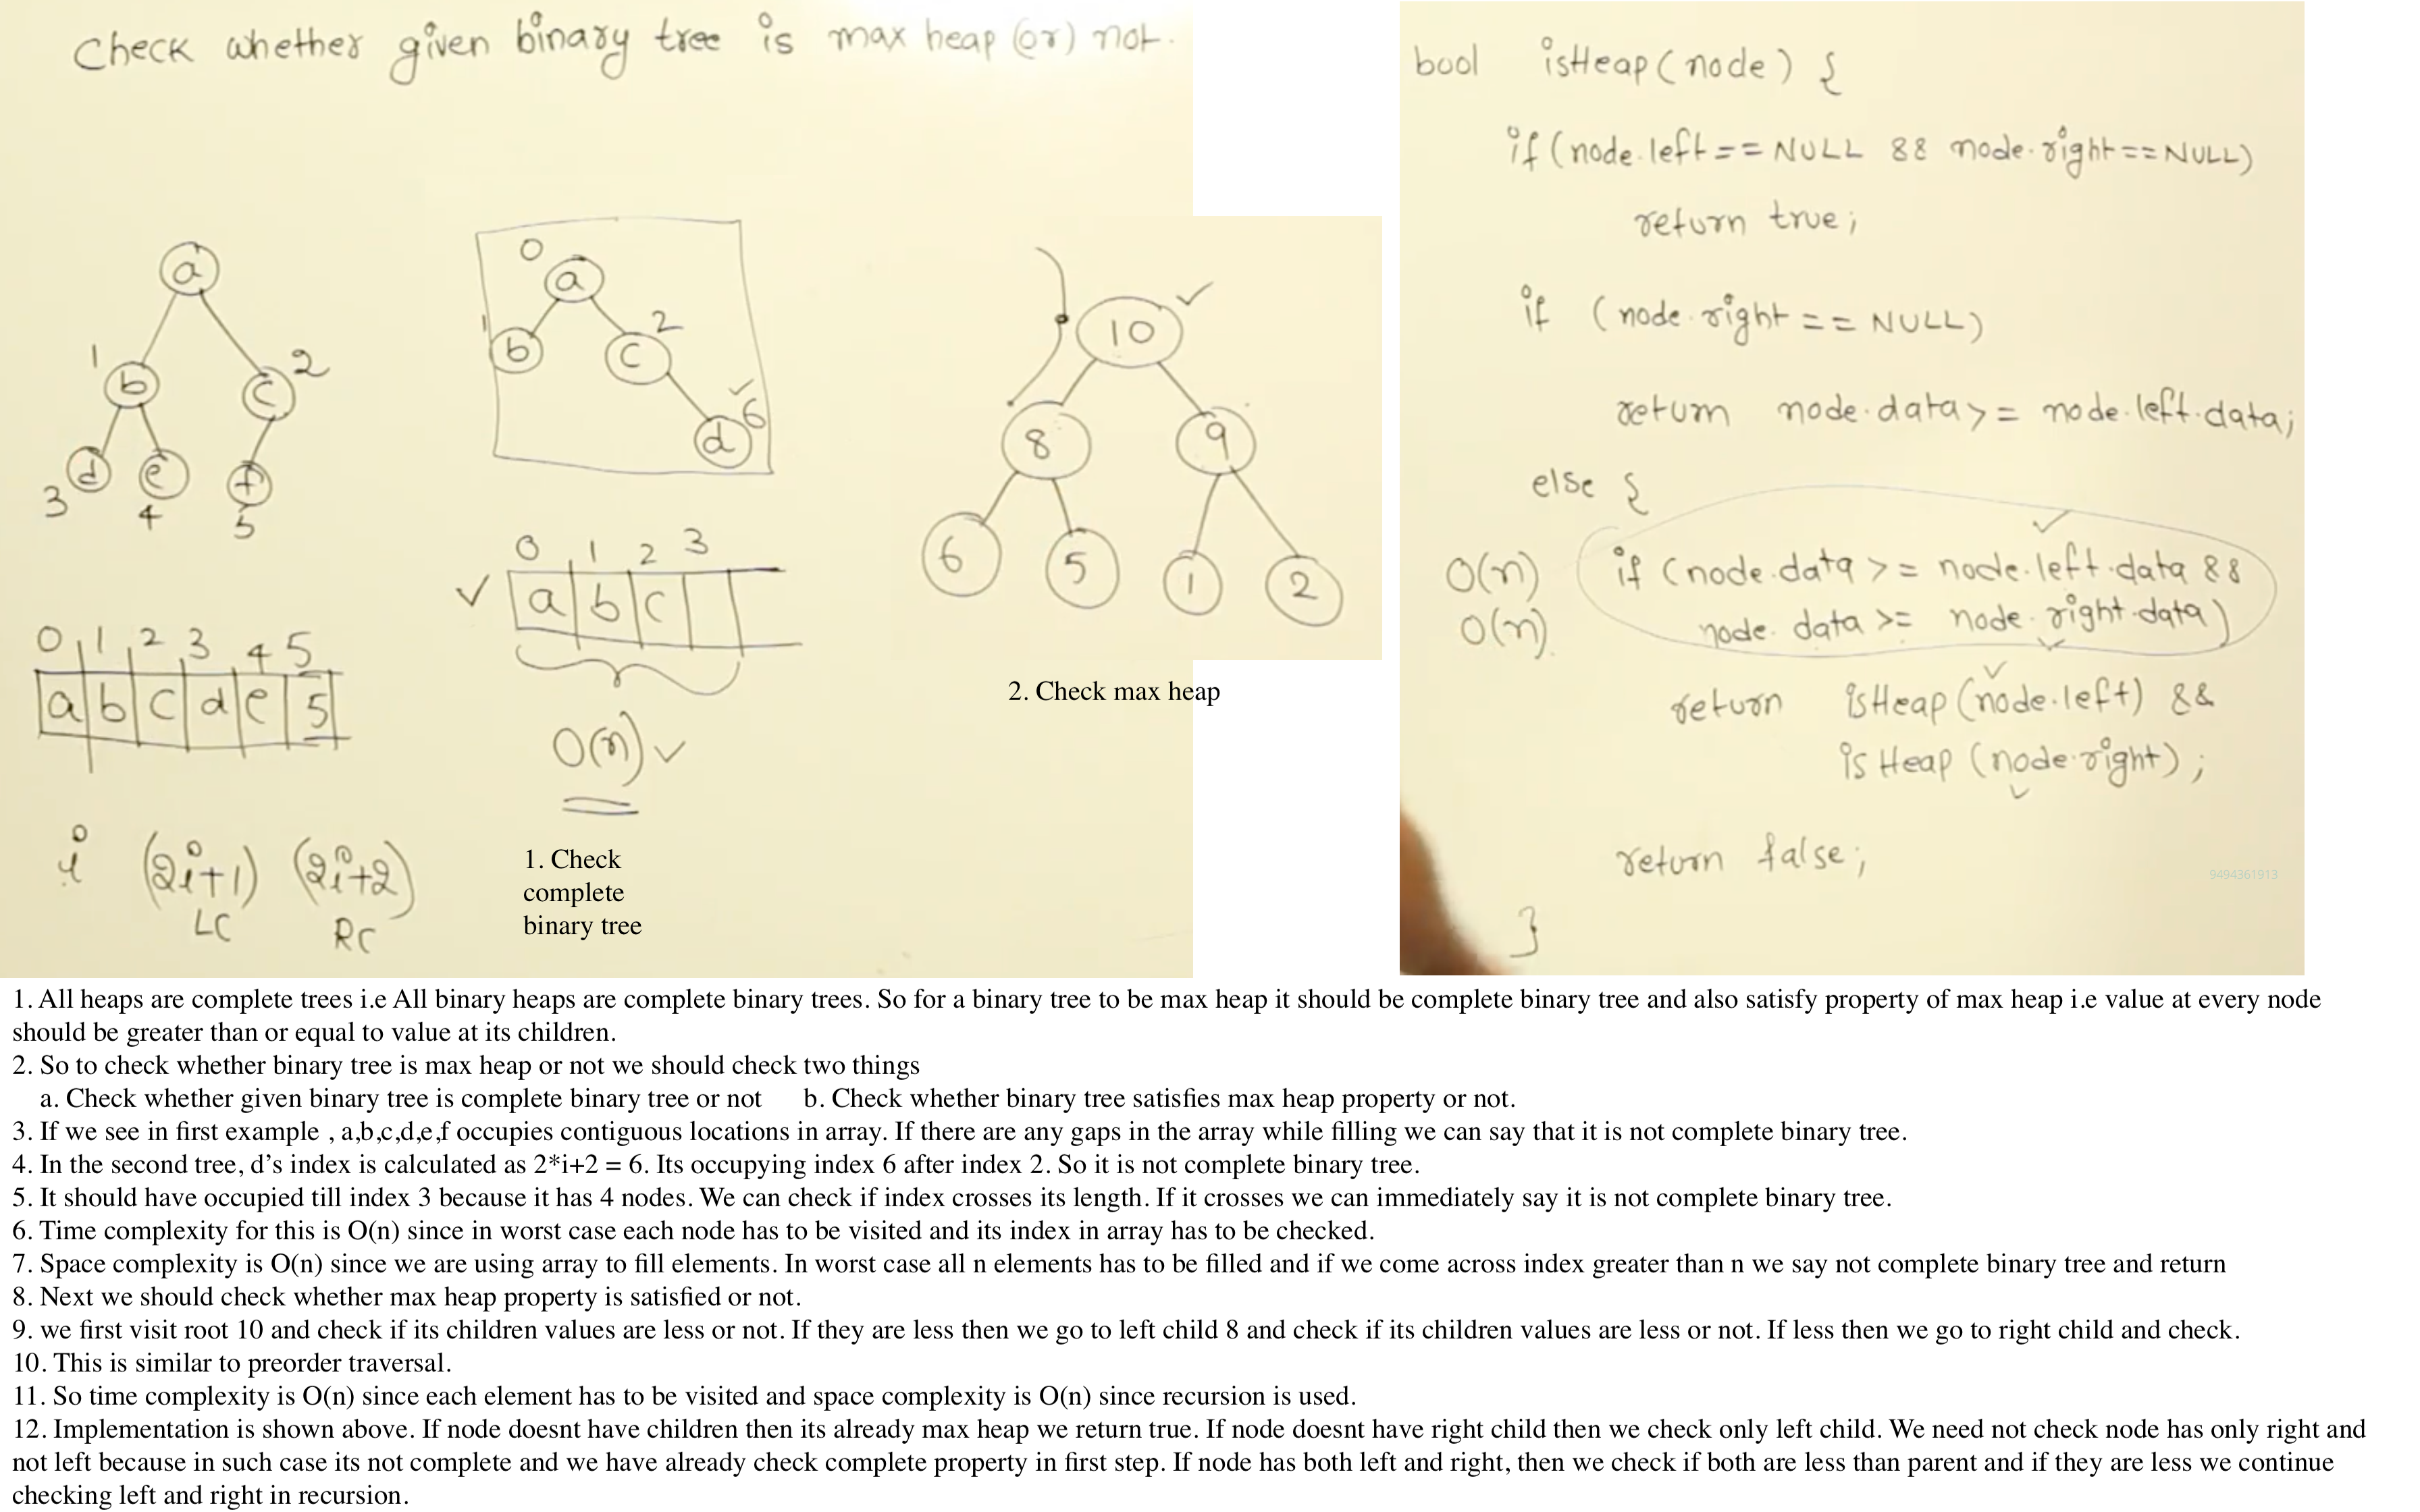 Check whether given binary tree is max heap (or) not.
a
1 b c 2
d e f
3 4 5
0 1 2 3 4 5
a b c d e 5
i (2i+1) (2i+2)
LC RC
0
a
1 2
b c
6
d
0 1 2 3
a b c
O(n)
1. Check
complete
binary tree
10
8 9
6 5 1 2
2. Check max heap
bool isHeap(node) {
if (node.left == NULL && node.right == NULL)
return true;
if (node.right == NULL)
return node.data >= node.left.data;
else {
O(n) if (node.data >= node.left.data &&
O(n) node.data >= node.right.data)
return isHeap(node.left) &&
isHeap(node.right);
return false;
9494361913
}
1. All heaps are complete trees i.e All binary heaps are complete binary trees. So for a binary tree to be max heap it should be complete binary tree and also satisfy property of max heap i.e value at every node
should be greater than or equal to value at its children.
2. So to check whether binary tree is max heap or not we should check two things
a. Check whether given binary tree is complete binary tree or not b. Check whether binary tree satisfies max heap property or not.
3. If we see in first example , a,b,c,d,e,f occupies contiguous locations in array. If there are any gaps in the array while filling we can say that it is not complete binary tree.
4. In the second tree, d’s index is calculated as 2*i+2 = 6. Its occupying index 6 after index 2. So it is not complete binary tree.
5. It should have occupied till index 3 because it has 4 nodes. We can check if index crosses its length. If it crosses we can immediately say it is not complete binary tree.
6. Time complexity for this is O(n) since in worst case each node has to be visited and its index in array has to be checked.
7. Space complexity is O(n) since we are using array to fill elements. In worst case all n elements has to be filled and if we come across index greater than n we say not complete binary tree and return
8. Next we should check whether max heap property is satisfied or not.
9. we first visit root 10 and check if its children values are less or not. If they are less then we go to left child 8 and check if its children values are less or not. If less then we go to right child and check.
10. This is similar to preorder traversal.
11. So time complexity is O(n) since each element has to be visited and space complexity is O(n) since recursion is used.
12. Implementation is shown above. If node doesnt have children then its already max heap we return true. If node doesnt have right child then we check only left child. We need not check node has only right and
not left because in such case its not complete and we have already check complete property in first step. If node has both left and right, then we check if both are less than parent and if they are less we continue
checking left and right in recursion.